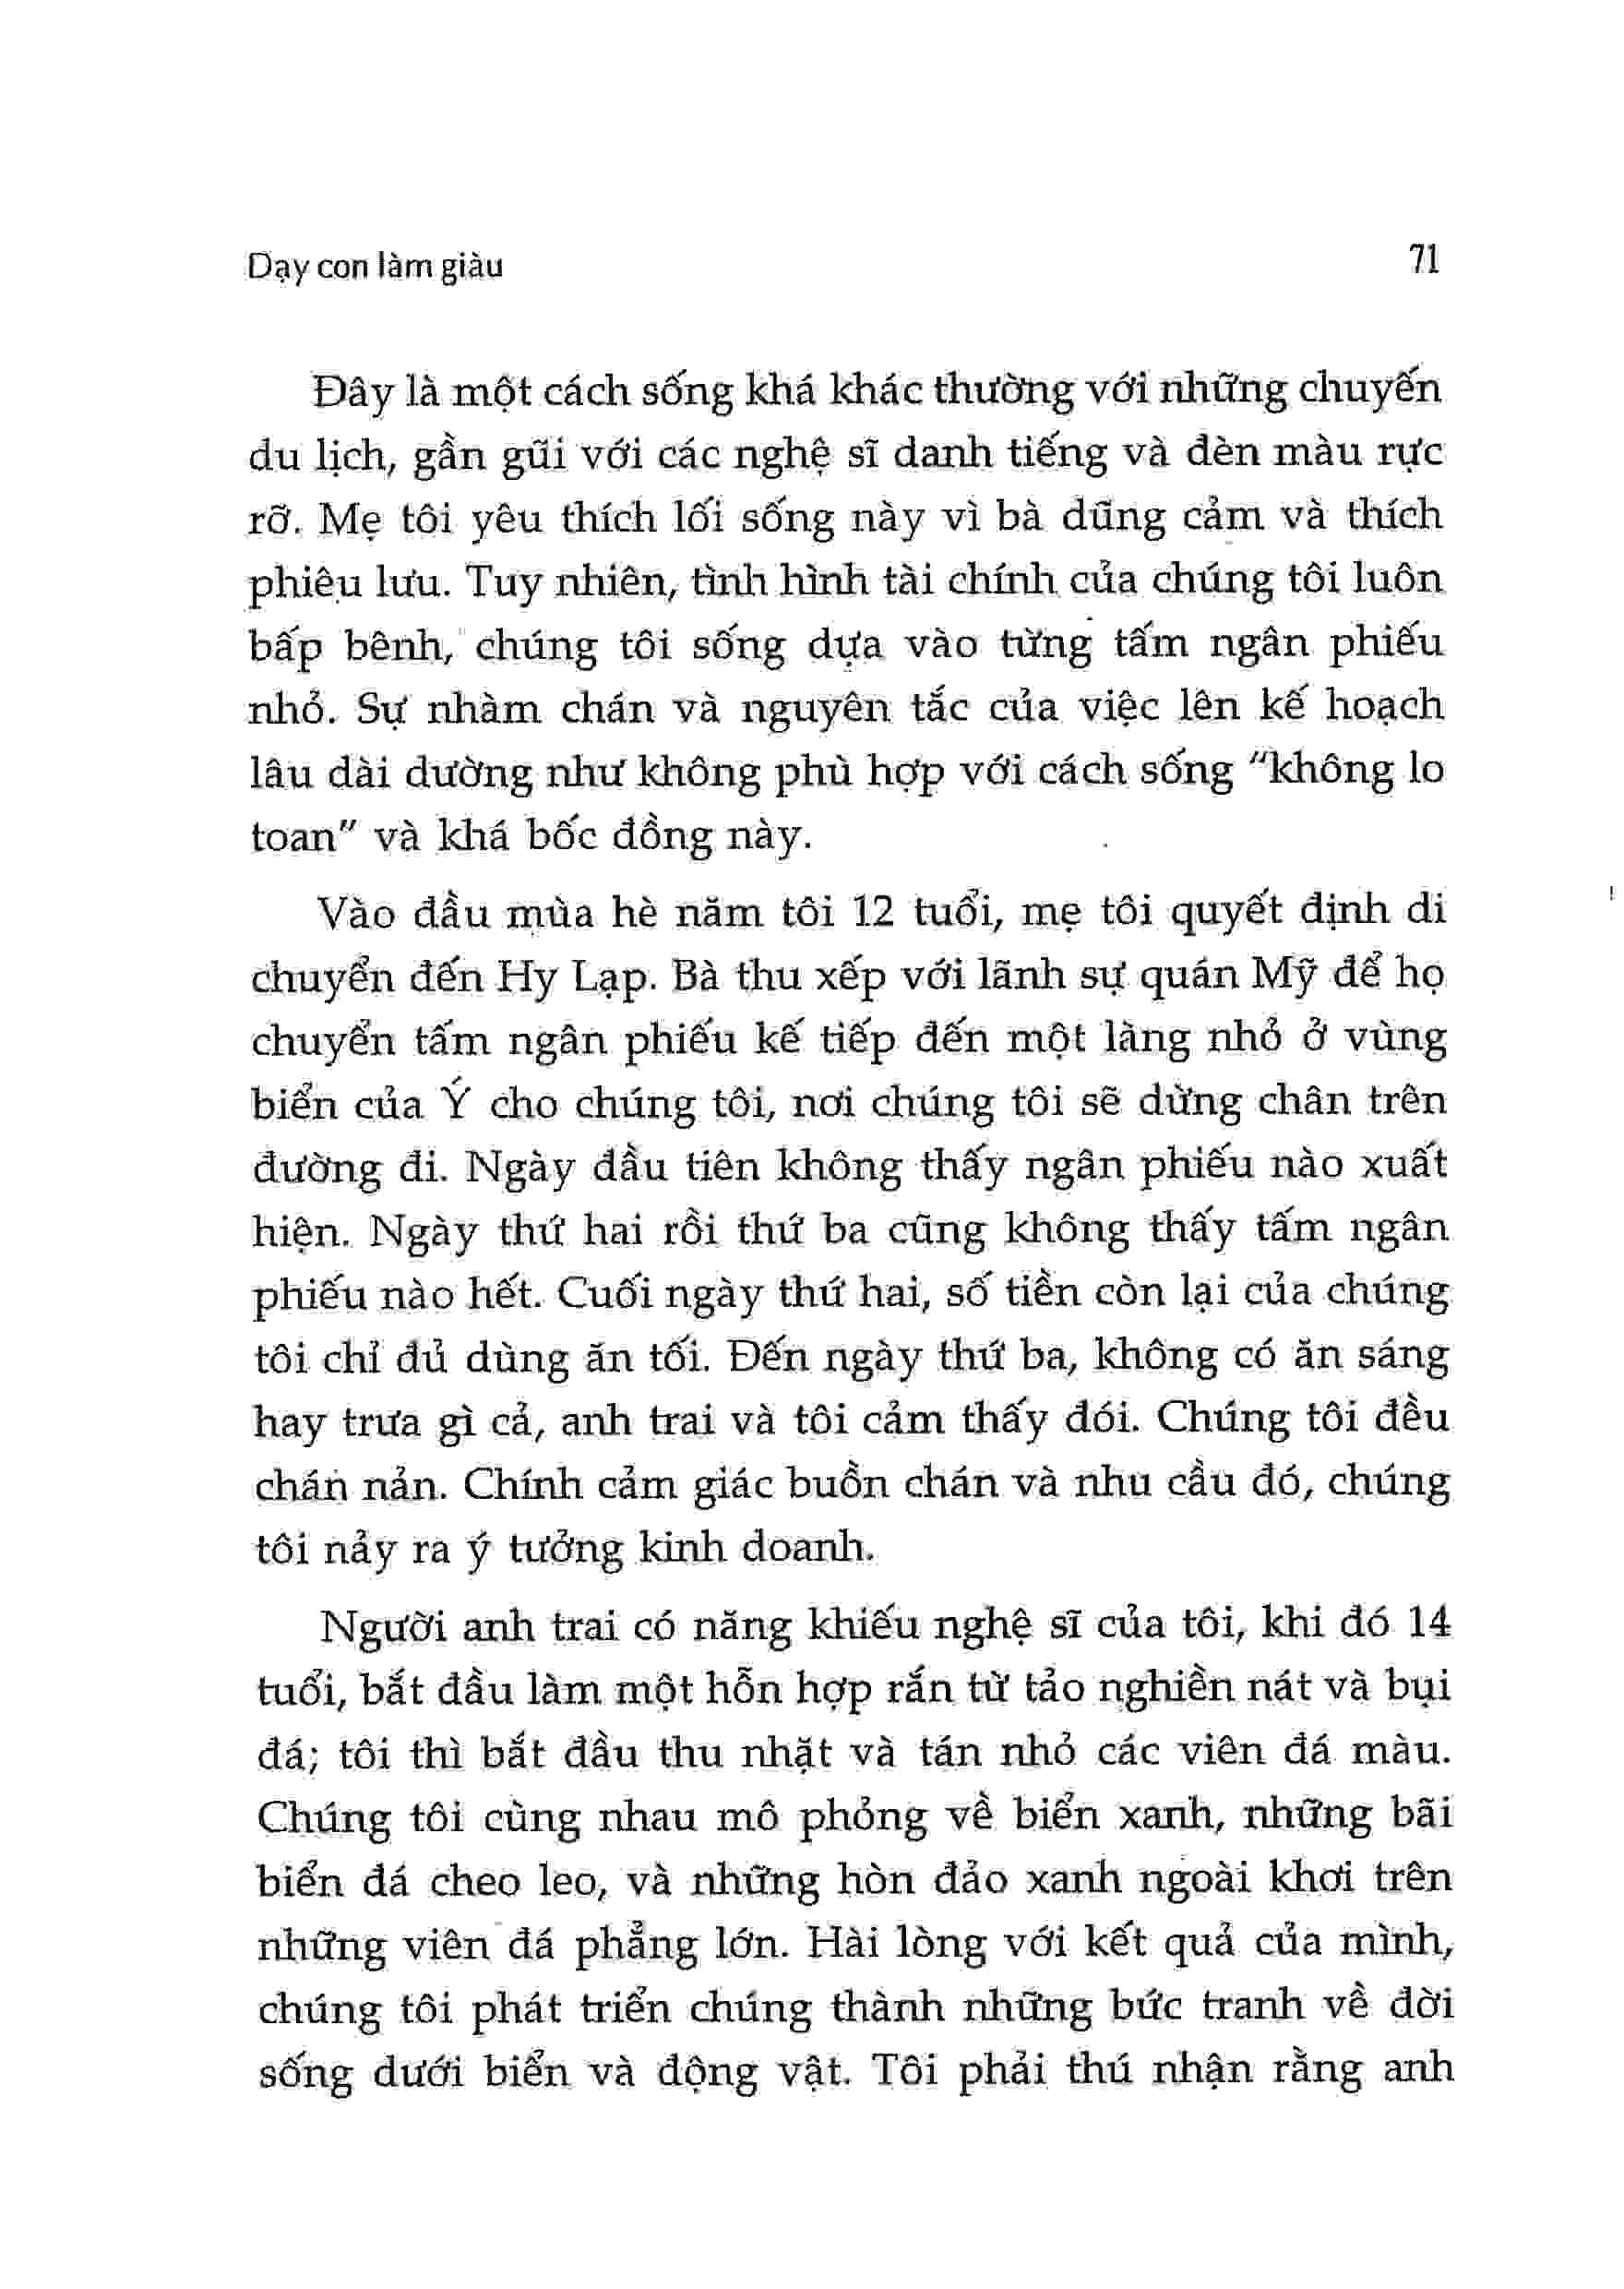 Dạy con làm giàu
71
Đây là một cách sống khá khác thường với những chuyến
du lịch, gần gũi với các nghệ sĩ danh tiếng và đèn màu rực
rỡ. Mẹ tôi yêu thích lối sống này vì bà dũng cảm và thích
phiêu lưu. Tuy nhiên, tình hình tài chính của chúng tôi luôn
bấp bênh, chúng tôi sống dựa vào từng tấm ngân phiếu
nhỏ. Sự nhàm chán và nguyên tắc của việc lên kế hoạch
lâu dài dường như không phù hợp với cách sống "không lo
toan" và khá bốc đồng này.
Vào đầu mùa hè năm tôi 12 tuổi, mẹ tôi quyết định di
chuyển đến Hy Lạp. Bà thu xếp với lãnh sự quán Mỹ để họ
chuyển tấm ngân phiếu kế tiếp đến một làng nhỏ ở vùng
biển của Ý cho chúng tôi, nơi chúng tôi sẽ dừng chân trên
đường đi. Ngày đầu tiên không thấy ngân phiếu nào xuất
hiện. Ngày thứ hai rồi thứ ba cũng không thấy tấm ngân
phiếu nào hết. Cuối ngày thứ hai, số tiền còn lại của chúng
tôi chỉ đủ dùng ăn tối. Đến ngày thứ ba, không có ăn sáng
hay trưa gì cả, anh trai và tôi cảm thấy đói. Chúng tôi đều
chán nản. Chính cảm giác buồn chán và nhu cầu đó, chúng
tôi nảy ra ý tưởng kinh doanh.
Người anh trai có năng khiếu nghệ sĩ của tôi, khi đó 14
tuổi, bắt đầu làm một hỗn hợp rắn từ tảo nghiền nát và bụi
đá; tôi thì bắt đầu thu nhặt và tán nhỏ các viên đá màu.
Chúng tôi cùng nhau mô phỏng về biển xanh, những bãi
biển đá cheo leo, và những hòn đảo xanh ngoài khơi trên
những viên đá phẳng lớn. Hài lòng với kết quả của mình,
chúng tôi phát triển chúng thành những bức tranh về đời
sống dưới biển và động vật. Tôi phải thú nhận rằng anh